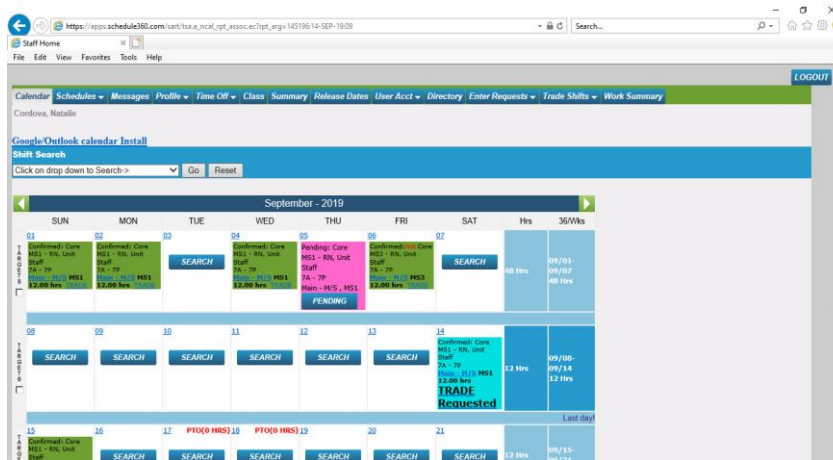 https://apps.schedule360.com/sart/tsa.a_ncal_rpt_assoc.ec?rpt_arg=145196:14-SEP-19:09
Search...
Staff Home
File Edit View Favorites Tools Help
LOGOUT
Calendar Schedules Messages Profile Time Off Class Summary Release Dates User Acct Directory Enter Requests Trade Shifts Work Summary
Cordova, Natalie
Google/Outlook calendar Install
Shift Search
Click on drop down to Search-> Go Reset
September - 2019
SUN MON TUE WED THU FRI SAT Hrs 36/Wks
01 02 03 04 05 06 07
TARGETS
Confirmed: Core
MS1 - RN, Unit
Staff
7A - 7P
Main - M/S MS1
12.00 hrs TRADE
Confirmed: Core
MS1 - RN, Unit
Staff
7A - 7P
Main - M/S MS1
12.00 hrs TRADE
SEARCH
Confirmed: Core
MS1 - RN, Unit
Staff
7A - 7P
Main - M/S MS1
12.00 hrs TRADE
Pending: Core
MS1 - RN, Unit
Staff
7A - 7P
Main - M/S , MS1
PENDING
Confirmed: Core
MS3 - RN, Unit
Staff
7A - 7P
Main - M/S MS3
12.00 hrs TRADE
SEARCH
48 Hrs
09/01-
09/07
48 Hrs
08 09 10 11 12 13 14
TARGETS
SEARCH SEARCH SEARCH SEARCH SEARCH SEARCH
Confirmed: Core
MS1 - RN, Unit
Staff
7A - 7P
Main - M/S MS1
12.00 hrs
TRADE
Requested
12 Hrs
09/08-
09/14
12 Hrs
Last day!
15 16 17 PTO(0 HRS) 18 PTO(0 HRS) 19 20 21
Confirmed: Core
MS1 - RN, Unit
Staff
SEARCH SEARCH SEARCH SEARCH SEARCH SEARCH
12 Hrs
09/15-